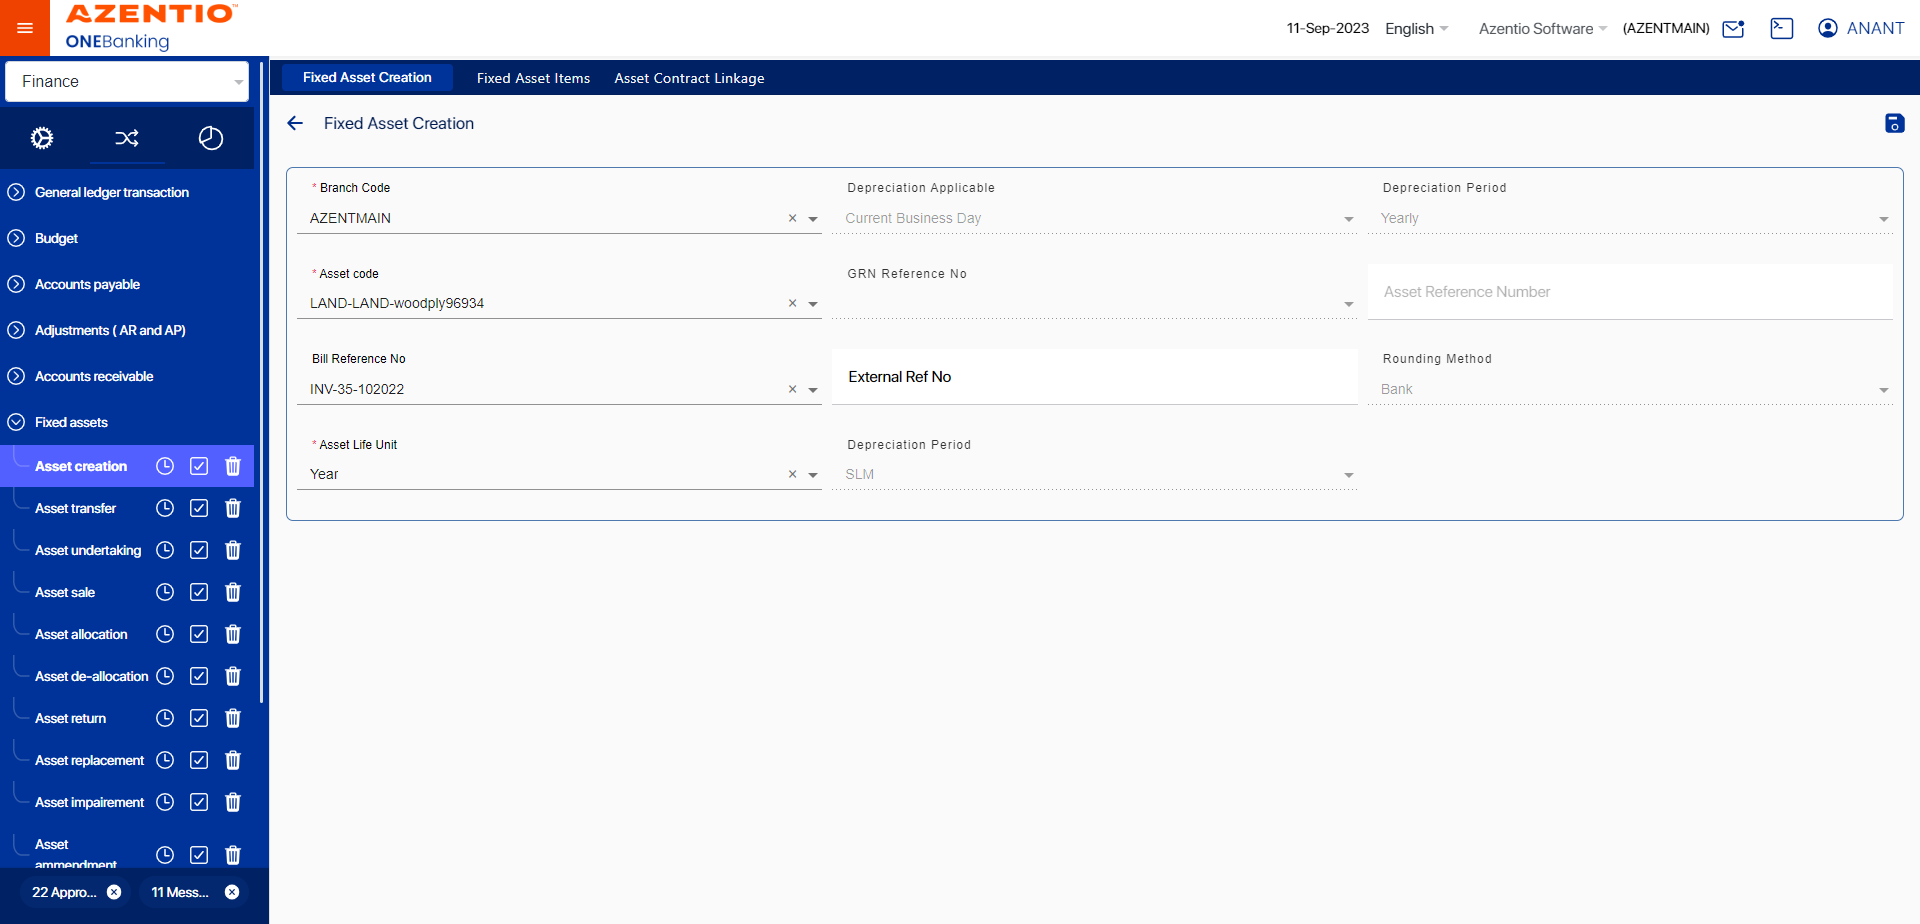 AZENTIO™
ONEBanking
11-Sep-2023
English
Azentio Software
(AZENTMAIN)
ANANT
Finance
General ledger transaction
Budget
Accounts payable
Adjustments ( AR and AP)
Accounts receivable
Fixed assets
Asset creation
Asset transfer
Asset undertaking
Asset sale
Asset allocation
Asset de-allocation
Asset return
Asset replacement
Asset impairement
Asset
ammendment
22 Appro...
11 Mess...
Fixed Asset Creation
Fixed Asset Items
Asset Contract Linkage
Fixed Asset Creation
* Branch Code
AZENTMAIN
Depreciation Applicable
Current Business Day
Depreciation Period
Yearly
* Asset code
LAND-LAND-woodply96934
GRN Reference No
Asset Reference Number
Bill Reference No
INV-35-102022
External Ref No
Rounding Method
Bank
* Asset Life Unit
Year
Depreciation Period
SLM